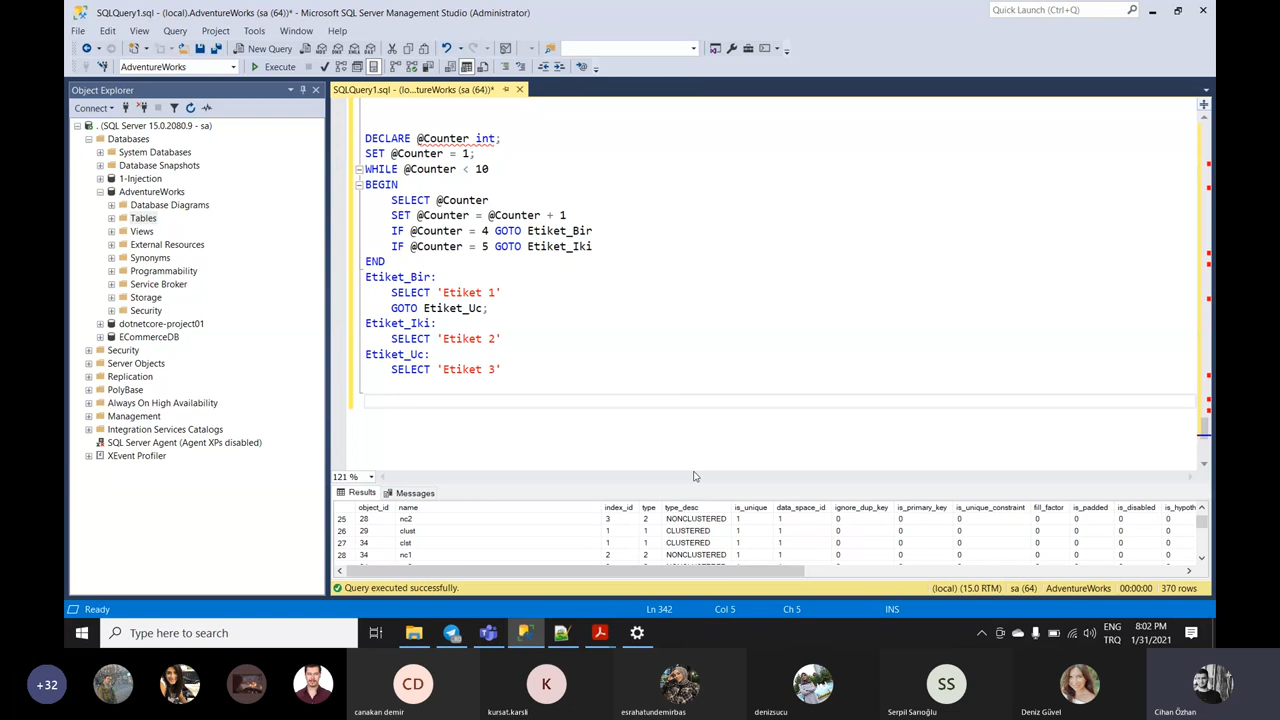 SQLQuery1.sql - (local).AdventureWorks (sa (64))* - Microsoft SQL Server Management Studio (Administrator)
Quick Launch (Ctrl+Q)
File Edit View Query Project Tools Window Help
New Query
AdventureWorks
Execute
Object Explorer
SQLQuery1.sql - (lo...tureWorks (sa (64))*
Connect
. (SQL Server 15.0.2080.9 - sa)
Databases
System Databases
Database Snapshots
1-Injection
AdventureWorks
Database Diagrams
Tables
Views
External Resources
Synonyms
Programmability
Service Broker
Storage
Security
dotnetcore-project01
ECommerceDB
Security
Server Objects
Replication
PolyBase
Always On High Availability
Management
Integration Services Catalogs
SQL Server Agent (Agent XPs disabled)
XEvent Profiler
DECLARE @Counter int;
SET @Counter = 1;
WHILE @Counter < 10
BEGIN
SELECT @Counter
SET @Counter = @Counter + 1
IF @Counter = 4 GOTO Etiket_Bir
IF @Counter = 5 GOTO Etiket_Iki
END
Etiket_Bir:
SELECT 'Etiket 1'
GOTO Etiket_Uc;
Etiket_Iki:
SELECT 'Etiket 2'
Etiket_Uc:
SELECT 'Etiket 3'
121 %
Results Messages
object_id name index_id type type_desc is_unique data_space_id ignore_dup_key is_primary_key is_unique_constraint fill_factor is_padded is_disabled is_hypoth
25 28 nc2 3 2 NONCLUSTERED 1 1 0 0 0 0 0 0 0
26 29 clust 1 1 CLUSTERED 1 1 0 0 0 0 0 0 0
27 34 clst 1 1 CLUSTERED 1 1 0 0 0 0 0 0 0
28 34 nc1 2 2 NONCLUSTERED 1 1 0 0 0 0 0 0 0
Query executed successfully.
(local) (15.0 RTM) sa (64) AdventureWorks 00:00:00 370 rows
Ready
Ln 342 Col 5 Ch 5 INS
Type here to search
ENG
TRQ
8:02 PM
1/31/2021
+32
CD
K
SS
canakan demir
kursat.karsli
esrahatundemirbas
denizsucu
Serpil Sarıoğlu
Deniz Güvel
Cihan Özhan